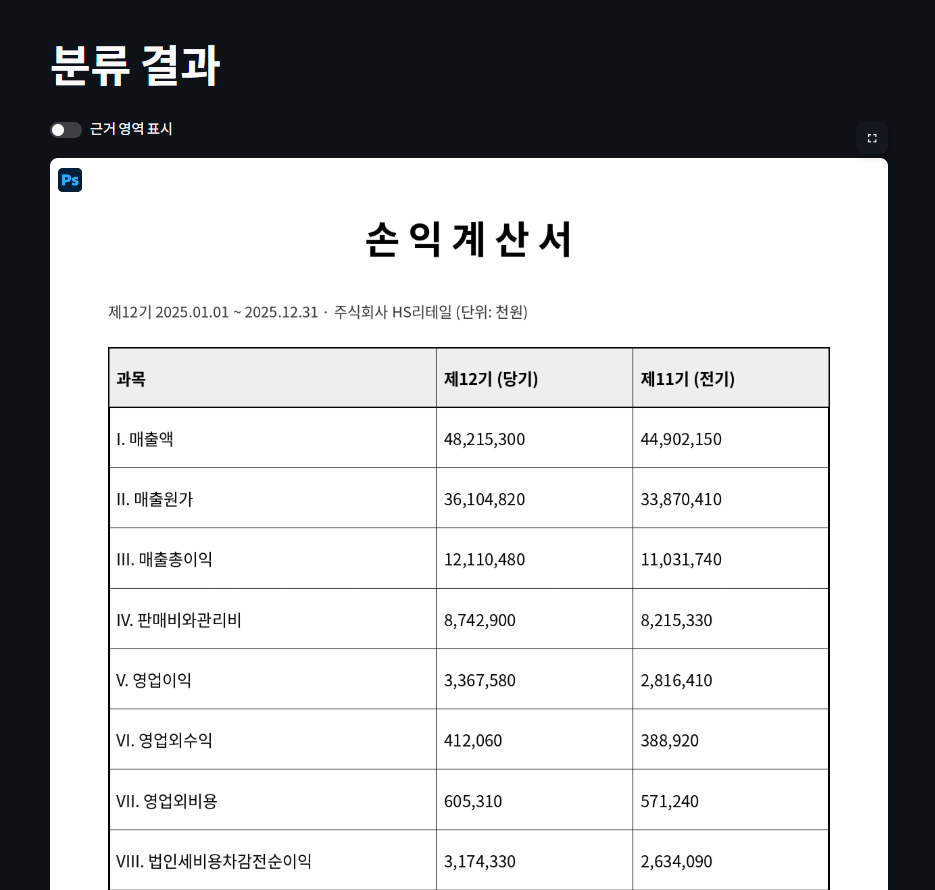 분류 결과
근거 영역 표시
Ps
손익계산서
제12기 2025.01.01 ~ 2025.12.31 · 주식회사 HS리테일 (단위: 천원)
과목 제12기 (당기) 제11기 (전기)
I. 매출액 48,215,300 44,902,150
II. 매출원가 36,104,820 33,870,410
III. 매출총이익 12,110,480 11,031,740
IV. 판매비와관리비 8,742,900 8,215,330
V. 영업이익 3,367,580 2,816,410
VI. 영업외수익 412,060 388,920
VII. 영업외비용 605,310 571,240
VIII. 법인세비용차감전순이익 3,174,330 2,634,090